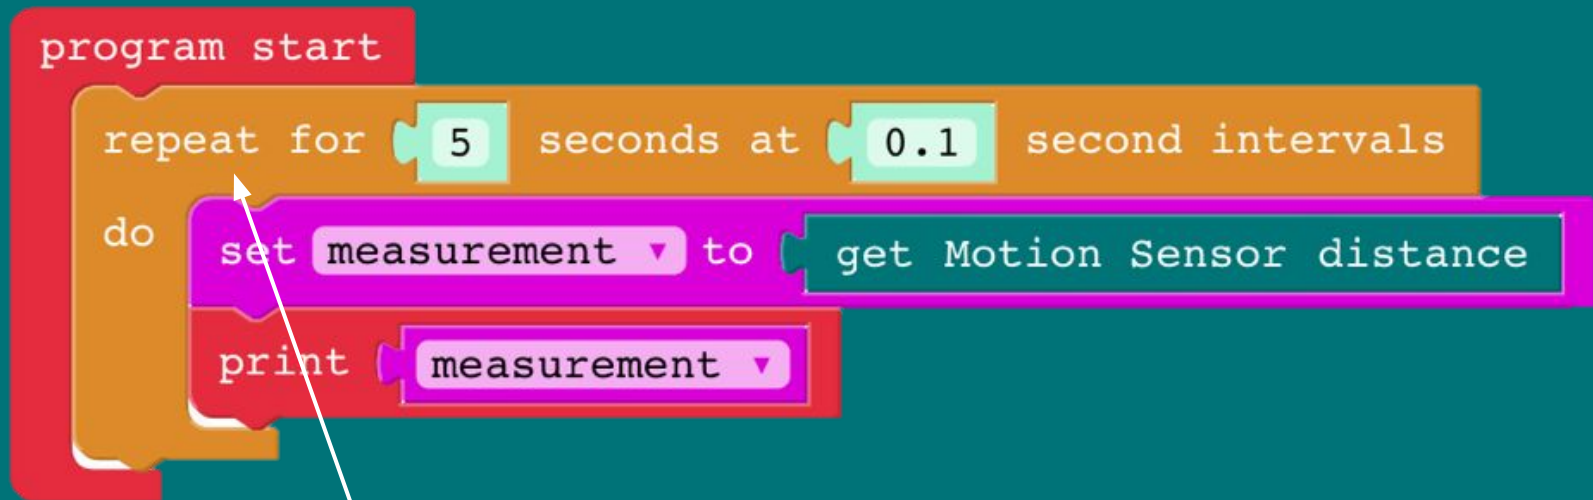 program start
repeat for 5 seconds at 0.1 second intervals
do
set measurement ▼ to get Motion Sensor distance
print measurement ▼